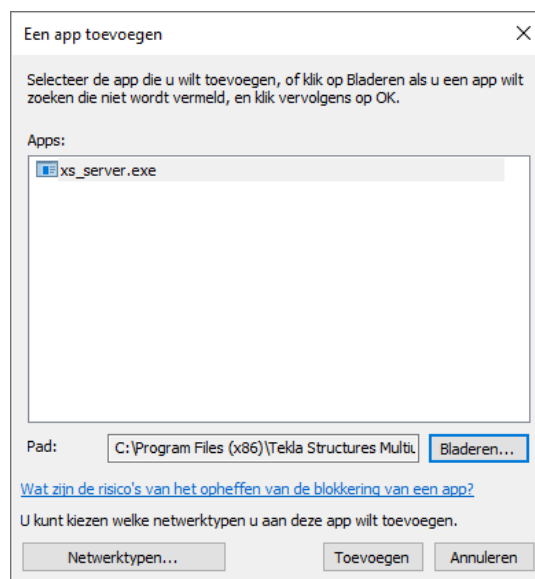 Een app toevoegen
Selecteer de app die u wilt toevoegen, of klik op Bladeren als u een app wilt
zoeken die niet wordt vermeld, en klik vervolgens op OK.
Apps:
xs_server.exe
Pad: C:\Program Files (x86)\Tekla Structures Multiu Bladeren...
Wat zijn de risico's van het opheffen van de blokkering van een app?
U kunt kiezen welke netwerktypen u aan deze app wilt toevoegen.
Netwerktypen... Toevoegen Annuleren